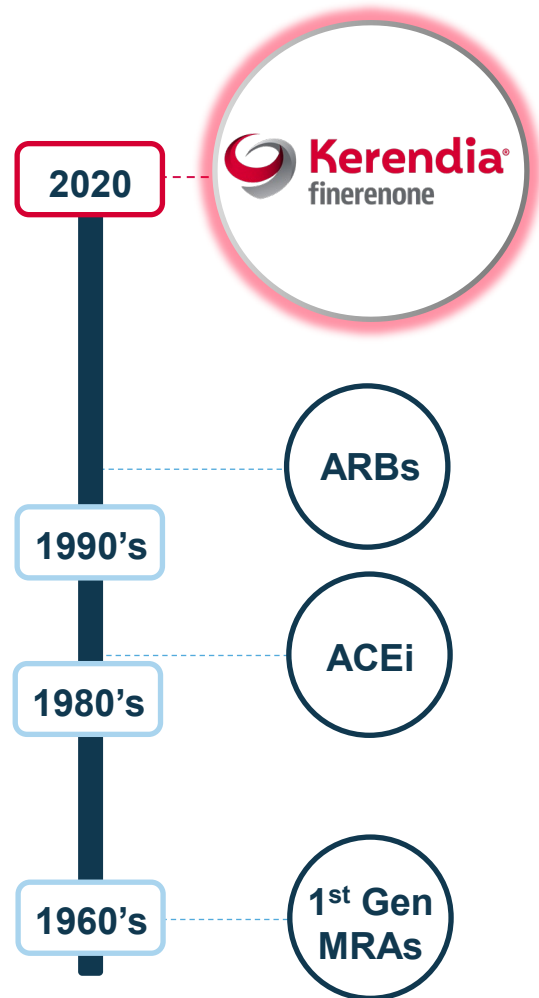 2020
Kerendia®
finerenone
ARBs
1990’s
ACEi
1980’s
1960’s
1st Gen
MRAs